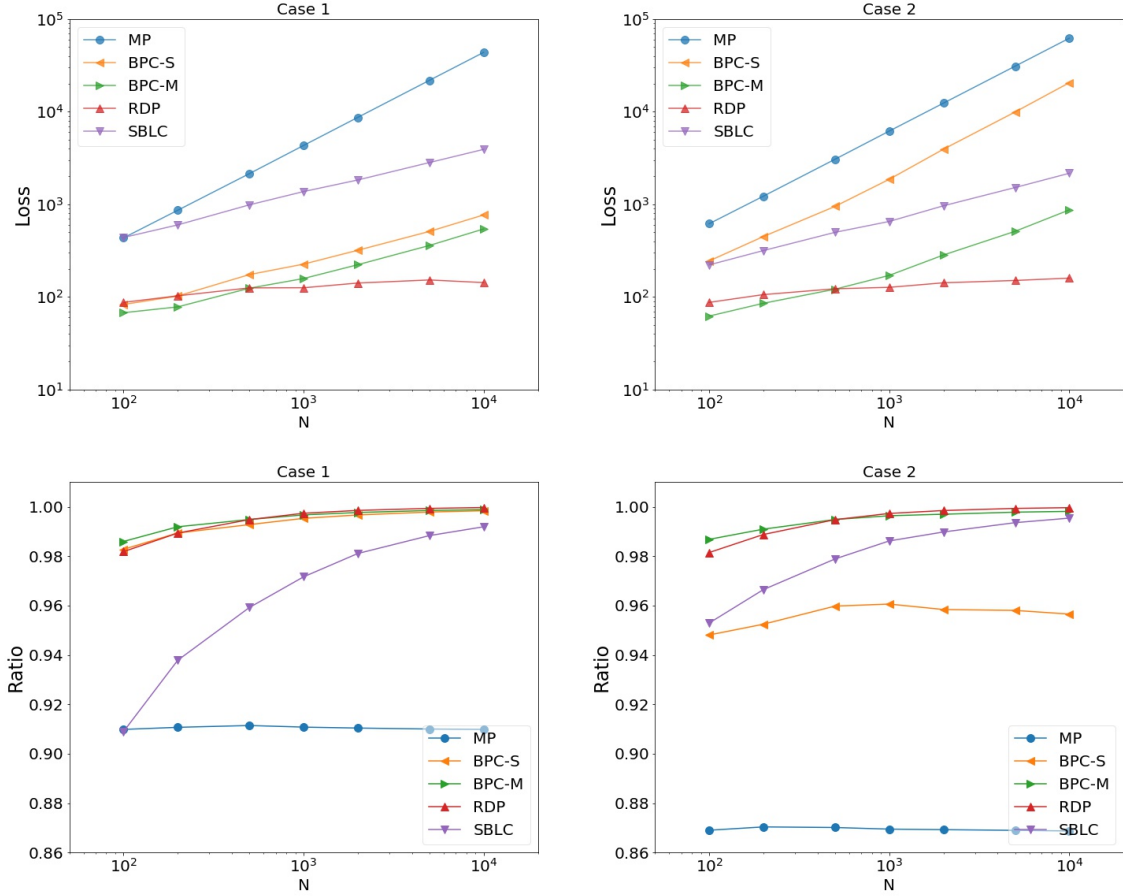 Case 1
Loss
10^5
10^4
10^3
10^2
10^1
MP
BPC-S
BPC-M
RDP
SBLC
10^2
10^3
10^4
N
Case 2
Loss
10^5
10^4
10^3
10^2
10^1
MP
BPC-S
BPC-M
RDP
SBLC
10^2
10^3
10^4
N
Case 1
Ratio
1.00
0.98
0.96
0.94
0.92
0.90
0.88
0.86
MP
BPC-S
BPC-M
RDP
SBLC
10^2
10^3
10^4
N
Case 2
Ratio
1.00
0.98
0.96
0.94
0.92
0.90
0.88
0.86
MP
BPC-S
BPC-M
RDP
SBLC
10^2
10^3
10^4
N